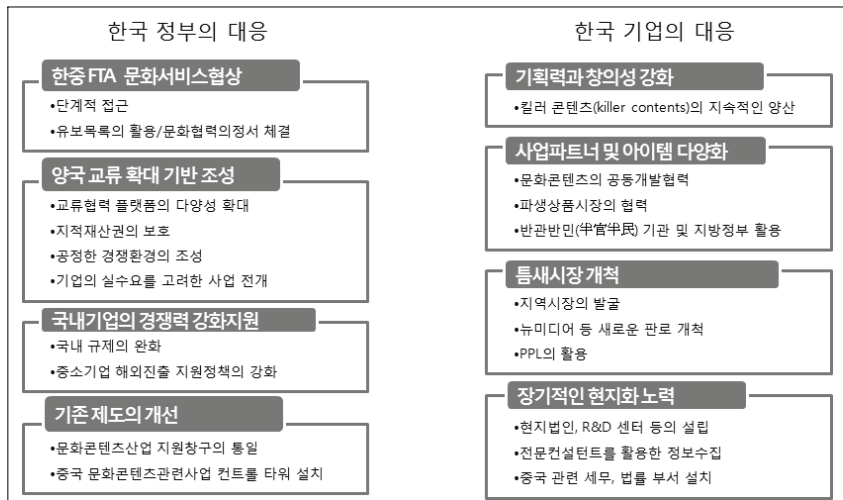 한국 정부의 대응
한중 FTA 문화서비스협상
•단계적 접근
•유보목록의 활용/문화협력의정서 체결
양국 교류 확대 기반 조성
•교류협력 플랫폼의 다양성 확대
•지적재산권의 보호
•공정한 경쟁환경의 조성
•기업의 실수요를 고려한 사업 전개
국내기업의 경쟁력 강화지원
•국내 규제의 완화
•중소기업 해외진출 지원정책의 강화
기존 제도의 개선
•문화콘텐츠산업 지원창구의 통일
•중국 문화콘텐츠관련사업 컨트롤 타워 설치
한국 기업의 대응
기획력과 창의성 강화
•킬러 콘텐츠(killer contents)의 지속적인 양산
사업파트너 및 아이템 다양화
•문화콘텐츠의 공동개발협력
•파생상품시장의 협력
•반관반민(半官半民) 기관 및 지방정부 활용
틈새시장 개척
•지역시장의 발굴
•뉴미디어 등 새로운 판로 개척
•PPL의 활용
장기적인 현지화 노력
•현지법인, R&D 센터 등의 설립
•전문컨설턴트를 활용한 정보수집
•중국 관련 세무, 법률 부서 설치